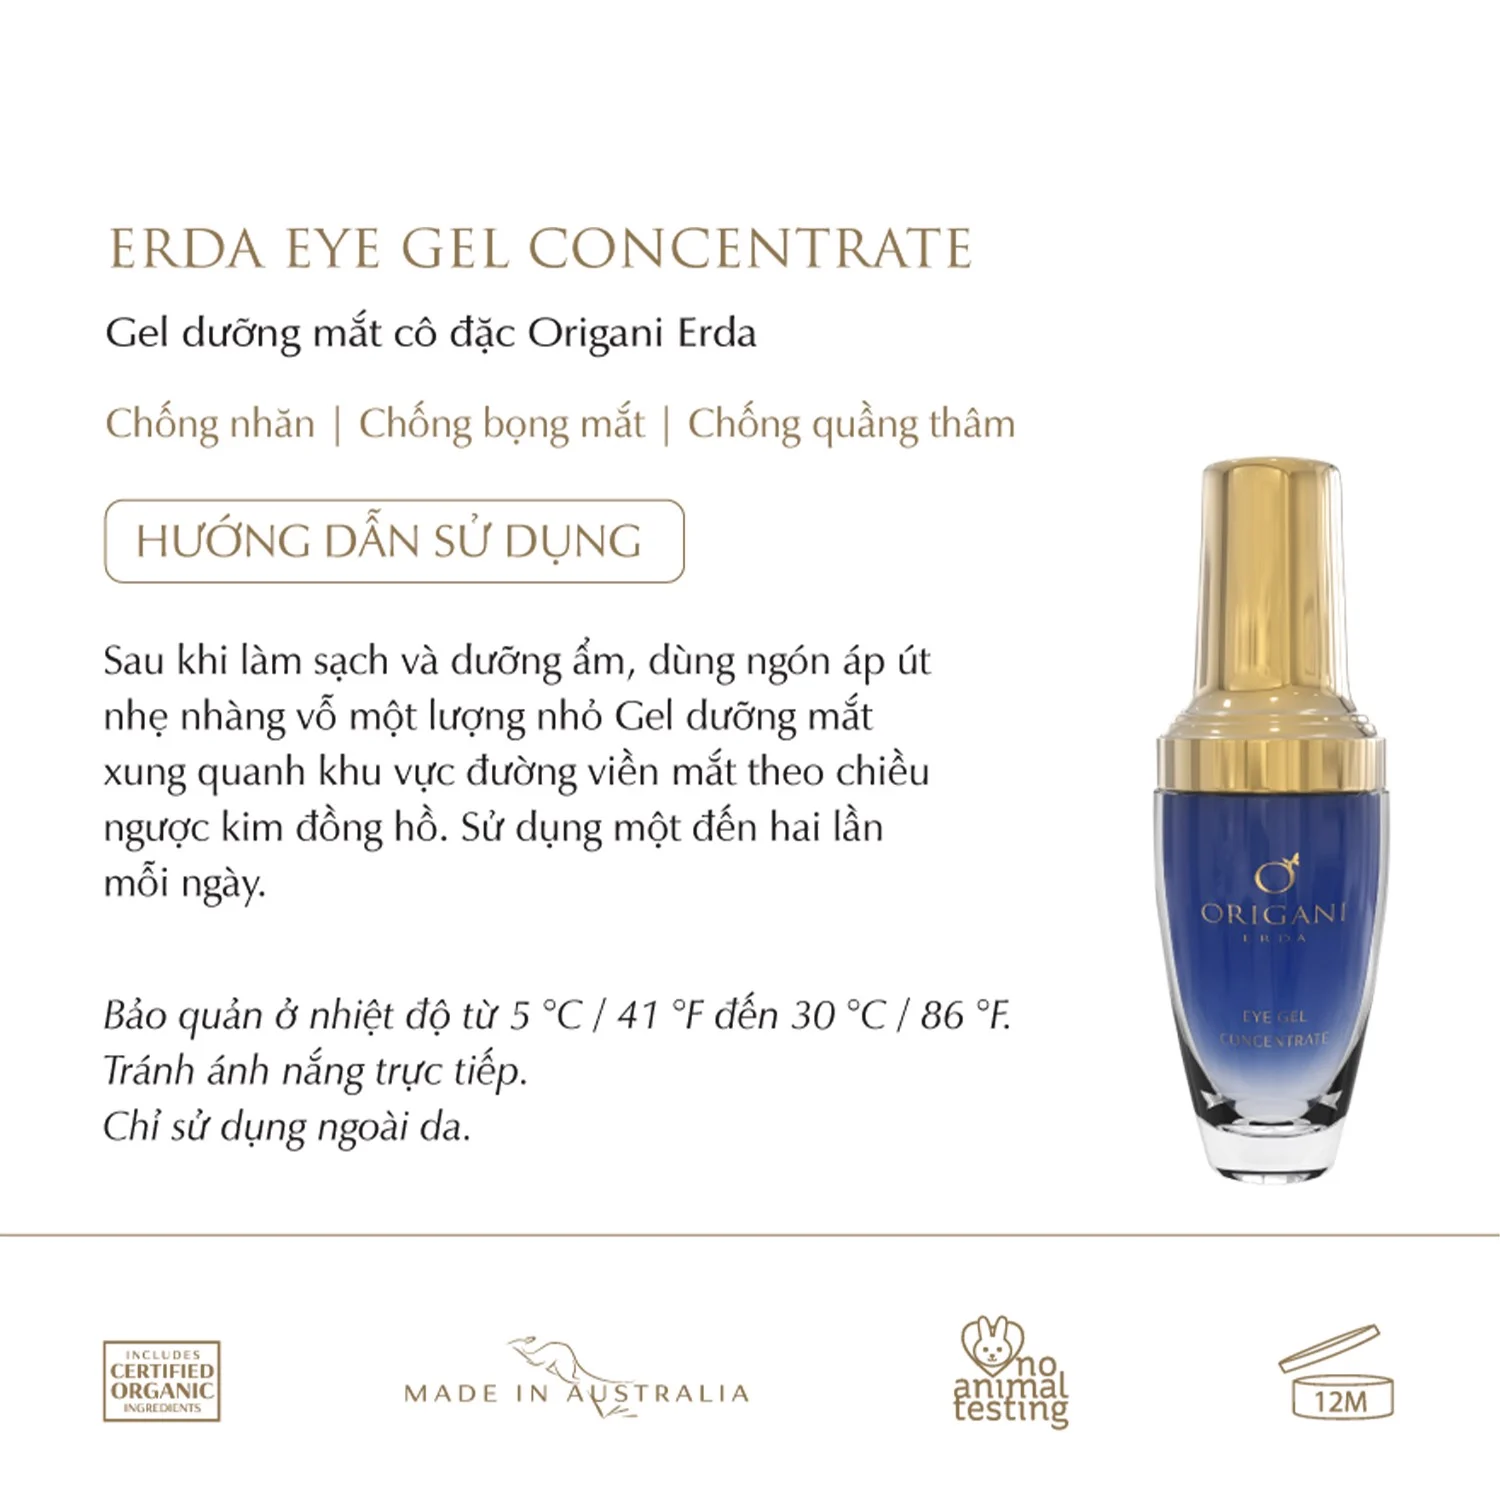 ERDA EYE GEL CONCENTRATE
Gel dưỡng mắt cô đặc Origani Erda
Chống nhăn | Chống bọng mắt | Chống quầng thâm
HƯỚNG DẪN SỬ DỤNG
Sau khi làm sạch và dưỡng ẩm, dùng ngón áp út
nhẹ nhàng vỗ một lượng nhỏ Gel dưỡng mắt
xung quanh khu vực đường viền mắt theo chiều
ngược kim đồng hồ. Sử dụng một đến hai lần
mỗi ngày.
Bảo quản ở nhiệt độ từ 5 °C / 41 °F đến 30 °C / 86 °F.
Tránh ánh nắng trực tiếp.
Chỉ sử dụng ngoài da.
ORIGANI
ERDA
EYE GEL
CONCENTRATE
INCLUDES
CERTIFIED
ORGANIC
INGREDIENTS
MADE IN AUSTRALIA
no
animal
testing
12M